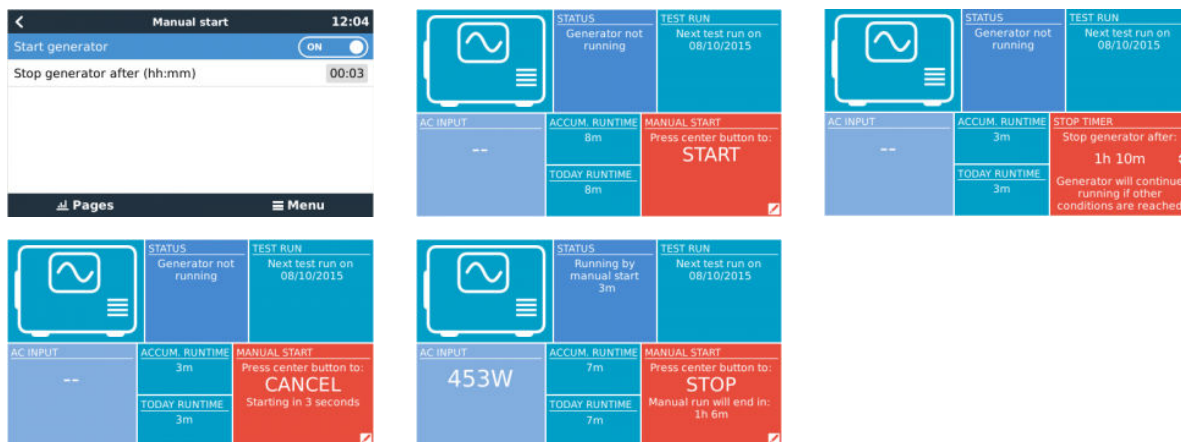 Manual start
12:04
Start generator
ON
Stop generator after (hh:mm)
00:03
Pages
Menu
STATUS
Generator not
running
TEST RUN
Next test run on
08/10/2015
AC INPUT
--
ACCUM. RUNTIME
8m
TODAY RUNTIME
8m
MANUAL START
Press center button to:
START
STATUS
Generator not
running
TEST RUN
Next test run on
08/10/2015
AC INPUT
--
ACCUM. RUNTIME
3m
TODAY RUNTIME
3m
STOP TIMER
Stop generator after:
1h 10m
Generator will continue
running if other
conditions are reached
STATUS
Generator not
running
TEST RUN
Next test run on
08/10/2015
AC INPUT
--
ACCUM. RUNTIME
3m
TODAY RUNTIME
3m
MANUAL START
Press center button to:
CANCEL
Starting in 3 seconds
STATUS
Running by
manual start
3m
TEST RUN
Next test run on
08/10/2015
AC INPUT
453W
ACCUM. RUNTIME
7m
TODAY RUNTIME
7m
MANUAL START
Press center button to:
STOP
Manual run will end in:
1h 6m